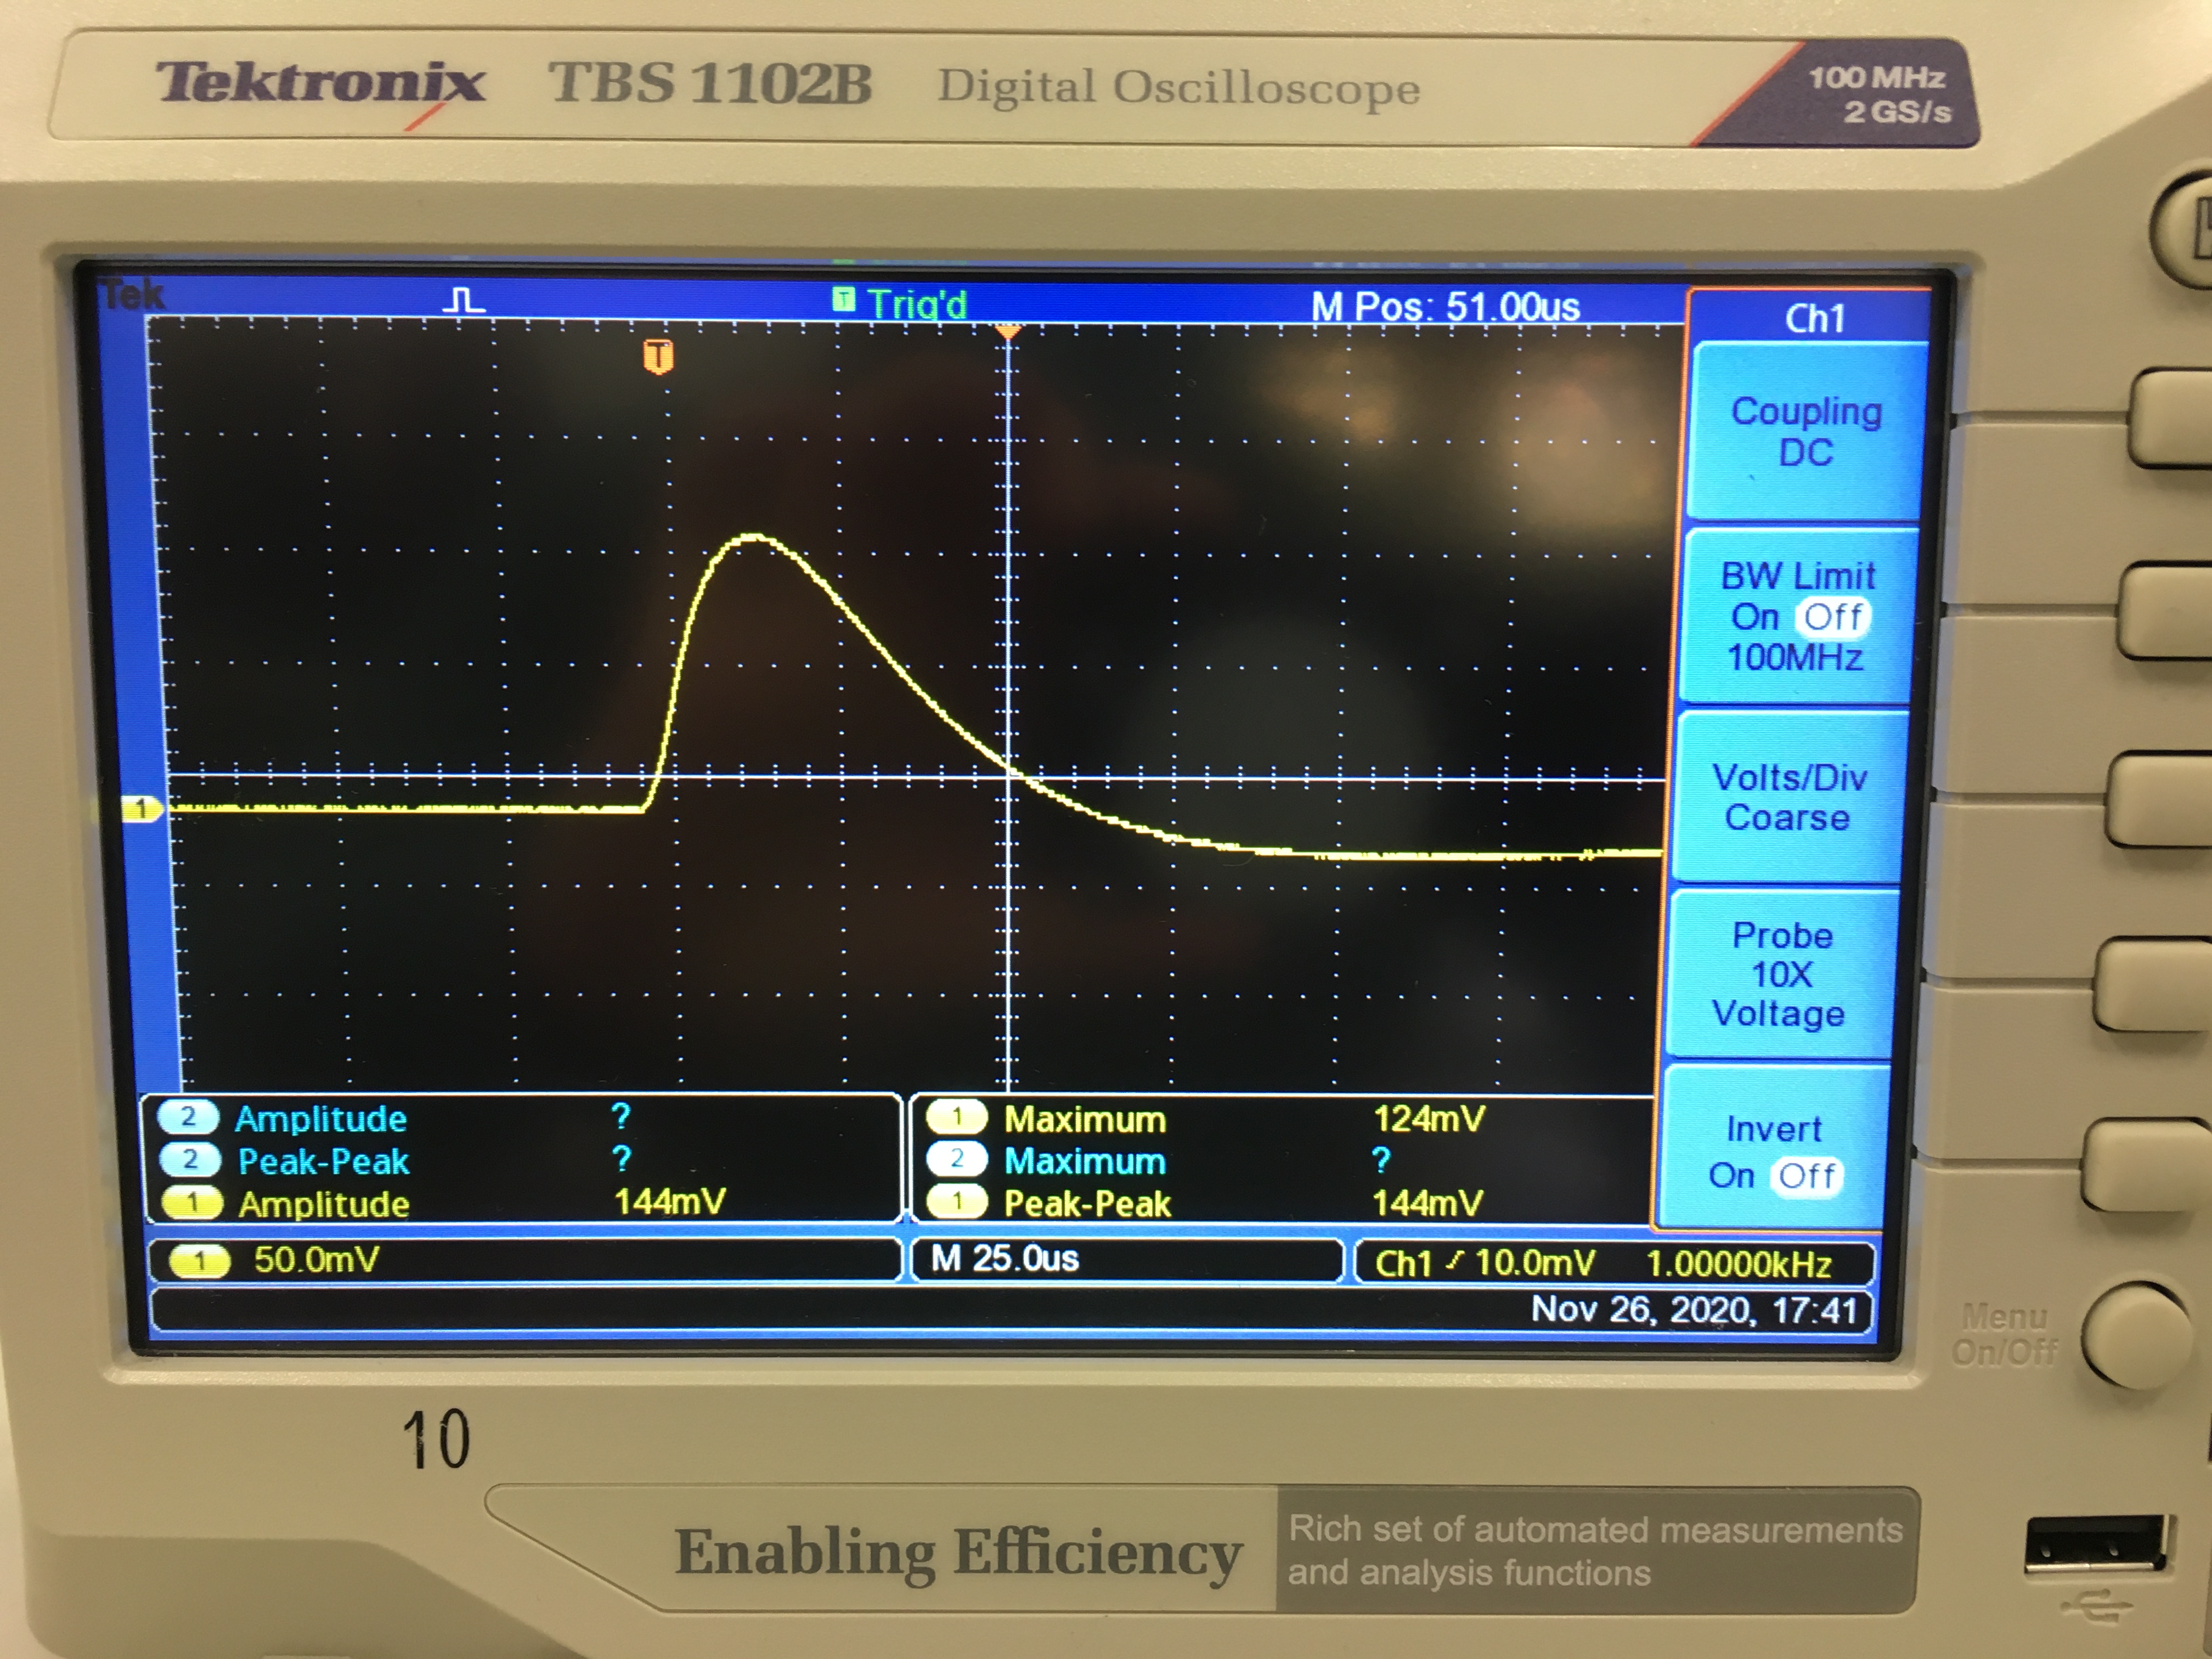 Tektronix TBS 1102B Digital Oscilloscope 100 MHz
2 GS/s
Tek T Trig'd M Pos: 51.00us
Ch1
T
Coupling
DC
BW Limit
On Off
100MHz
Volts/Div
Coarse
1
Probe
10X
Voltage
Invert
On Off
2 Amplitude ?
2 Peak-Peak ?
1 Amplitude 144mV
1 Maximum 124mV
2 Maximum ?
1 Peak-Peak 144mV
1 50.0mV M 25.0us Ch1 10.0mV 1.00000kHz
Nov 26, 2020, 17:41
Menu
On/Off
10
Enabling Efficiency
Rich set of automated measurements
and analysis functions